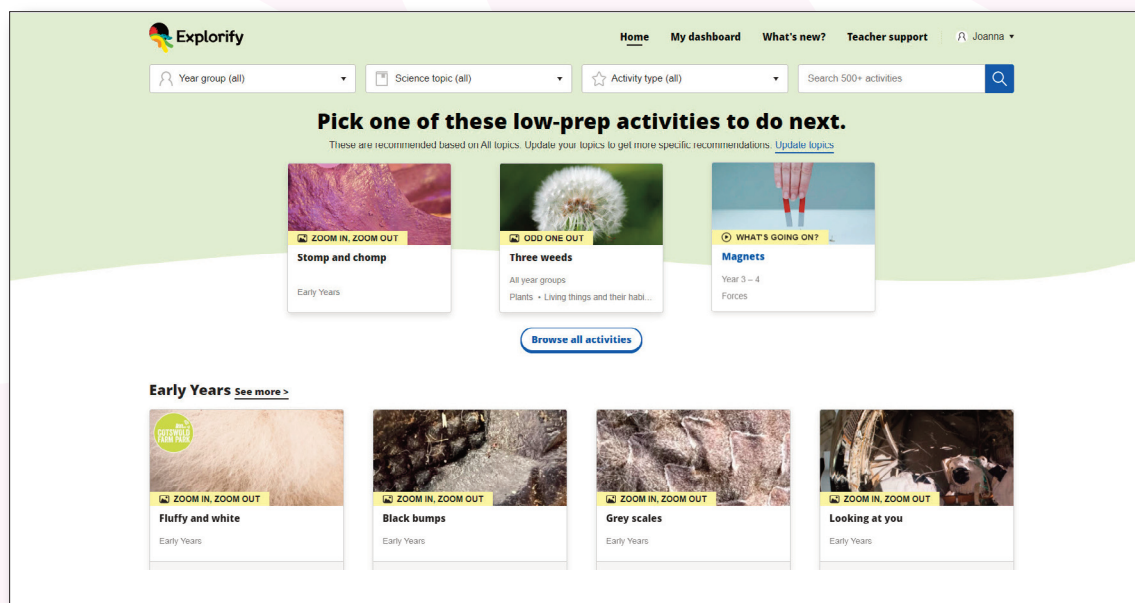 Explorify
Home My dashboard What's new? Teacher support Joanna
Year group (all) Science topic (all) Activity type (all) Search 500+ activities
Pick one of these low-prep activities to do next.
These are recommended based on All topics. Update your topics to get more specific recommendations. Update topics
ZOOM IN, ZOOM OUT
Stomp and chomp
Early Years
ODD ONE OUT
Three weeds
All year groups
Plants • Living things and their habi...
WHAT'S GOING ON?
Magnets
Year 3 – 4
Forces
Browse all activities
Early Years See more >
COTSWOLD
FARM PARK
ZOOM IN, ZOOM OUT
Fluffy and white
Early Years
ZOOM IN, ZOOM OUT
Black bumps
Early Years
ZOOM IN, ZOOM OUT
Grey scales
Early Years
ZOOM IN, ZOOM OUT
Looking at you
Early Years